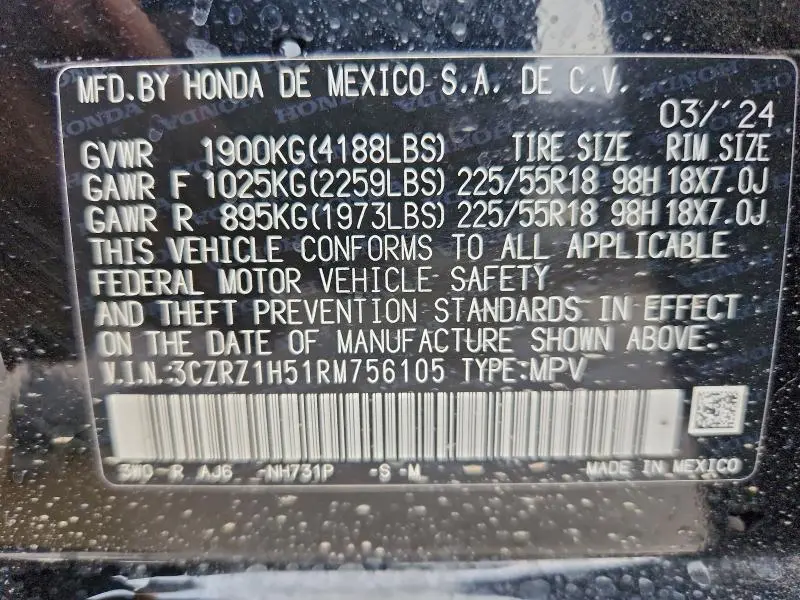 MFD. BY HONDA DE MEXICO S.A. DE C.V.
03/'24
GVWR 1900KG(4188LBS) TIRE SIZE RIM SIZE
GAWR F 1025KG(2259LBS) 225/55R18 98H 18X7.0J
GAWR R 895KG(1973LBS) 225/55R18 98H 18X7.0J
THIS VEHICLE CONFORMS TO ALL APPLICABLE
FEDERAL MOTOR VEHICLE SAFETY
AND THEFT PREVENTION STANDARDS IN EFFECT
ON THE DATE OF MANUFACTURE SHOWN ABOVE.
V.I.N.:3CZRZ1H51RM756105 TYPE:MPV
3W0 - R AJ6 -NH731P -S -M - - MADE IN MEXICO